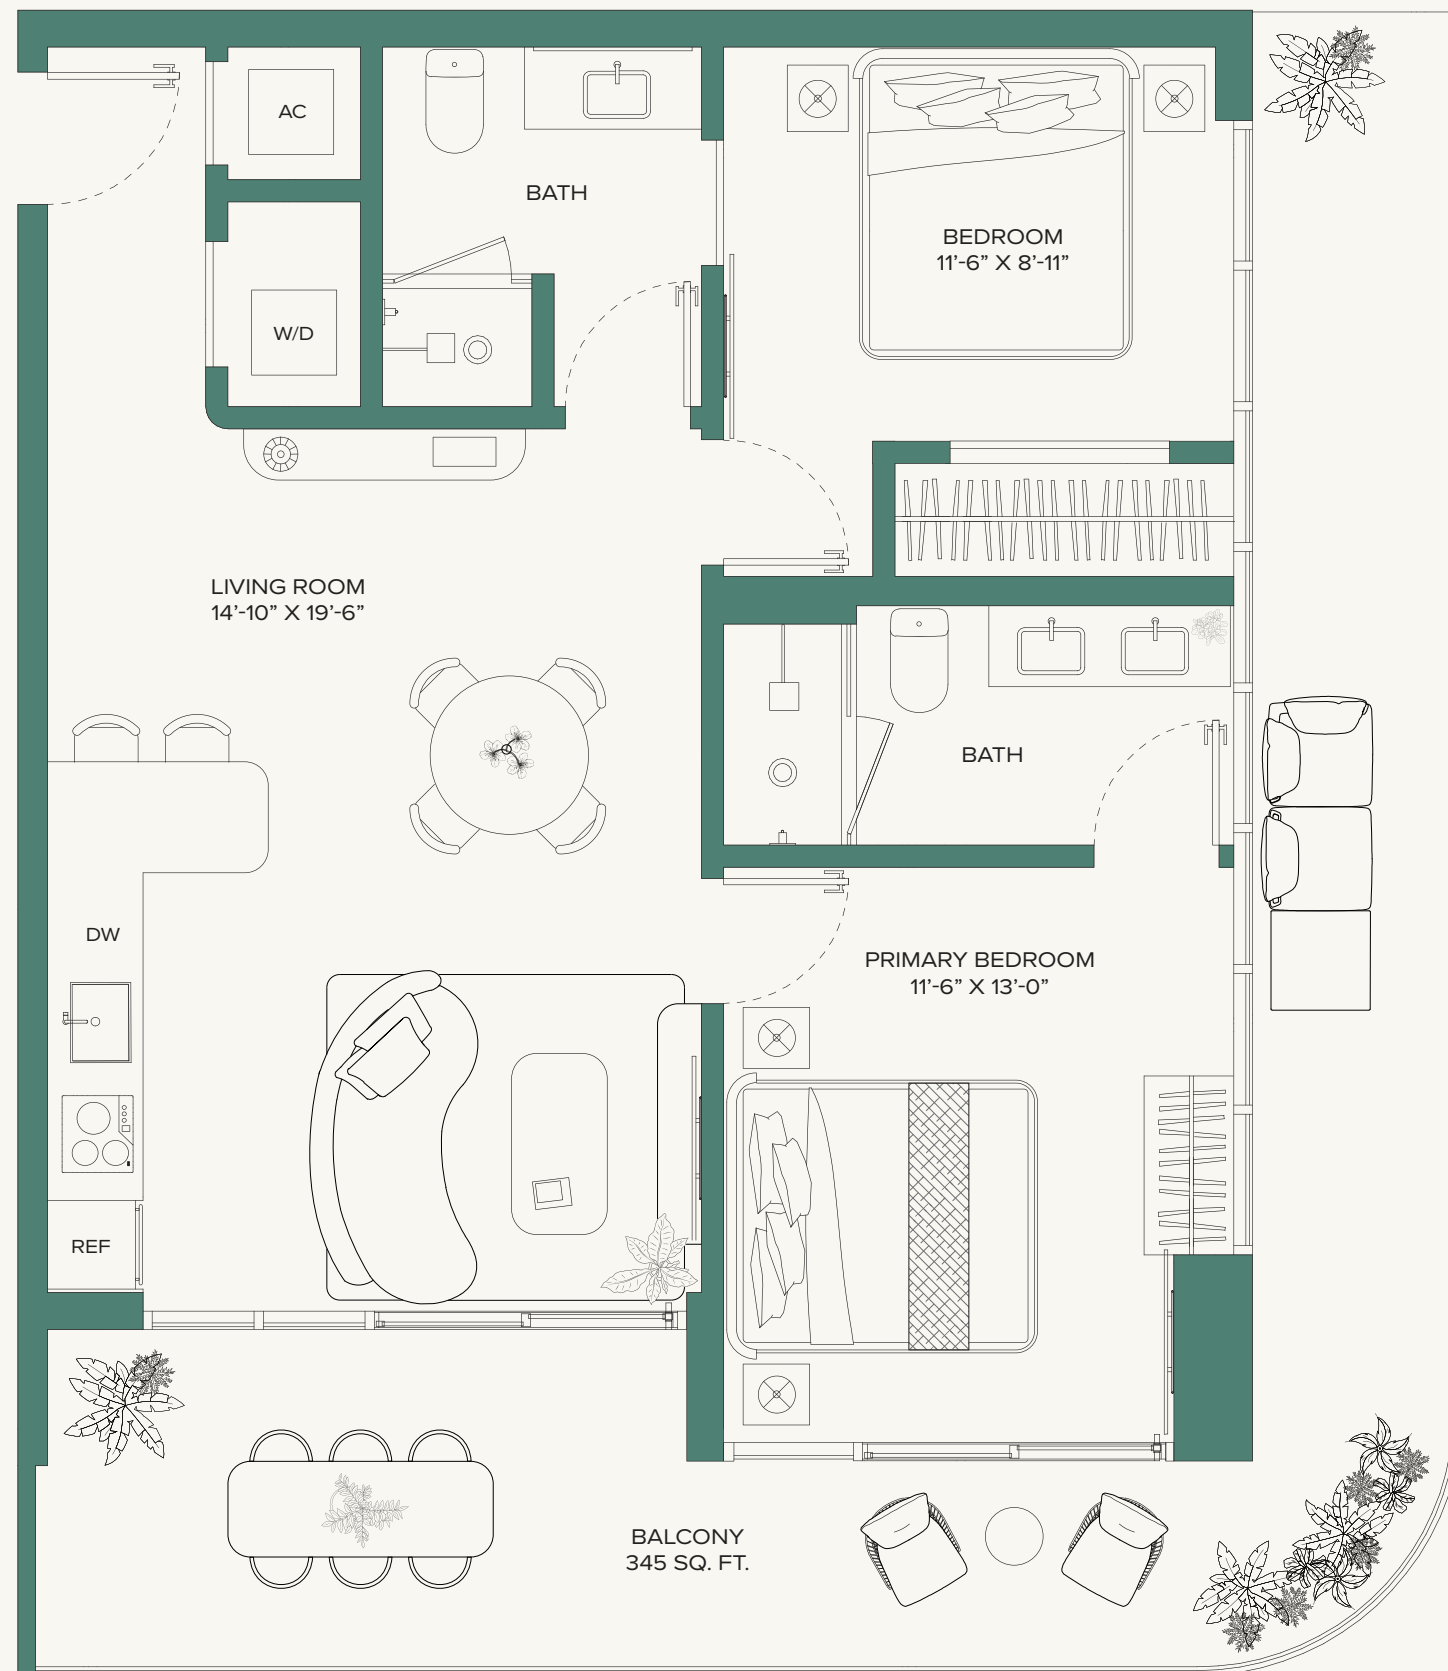 AC
BATH
BEDROOM
11’-6” X 8’-11”
W/D
LIVING ROOM
14’-10” X 19’-6”
BATH
DW
PRIMARY BEDROOM
11’-6” X 13’-0”
REF
BALCONY
345 SQ. FT.